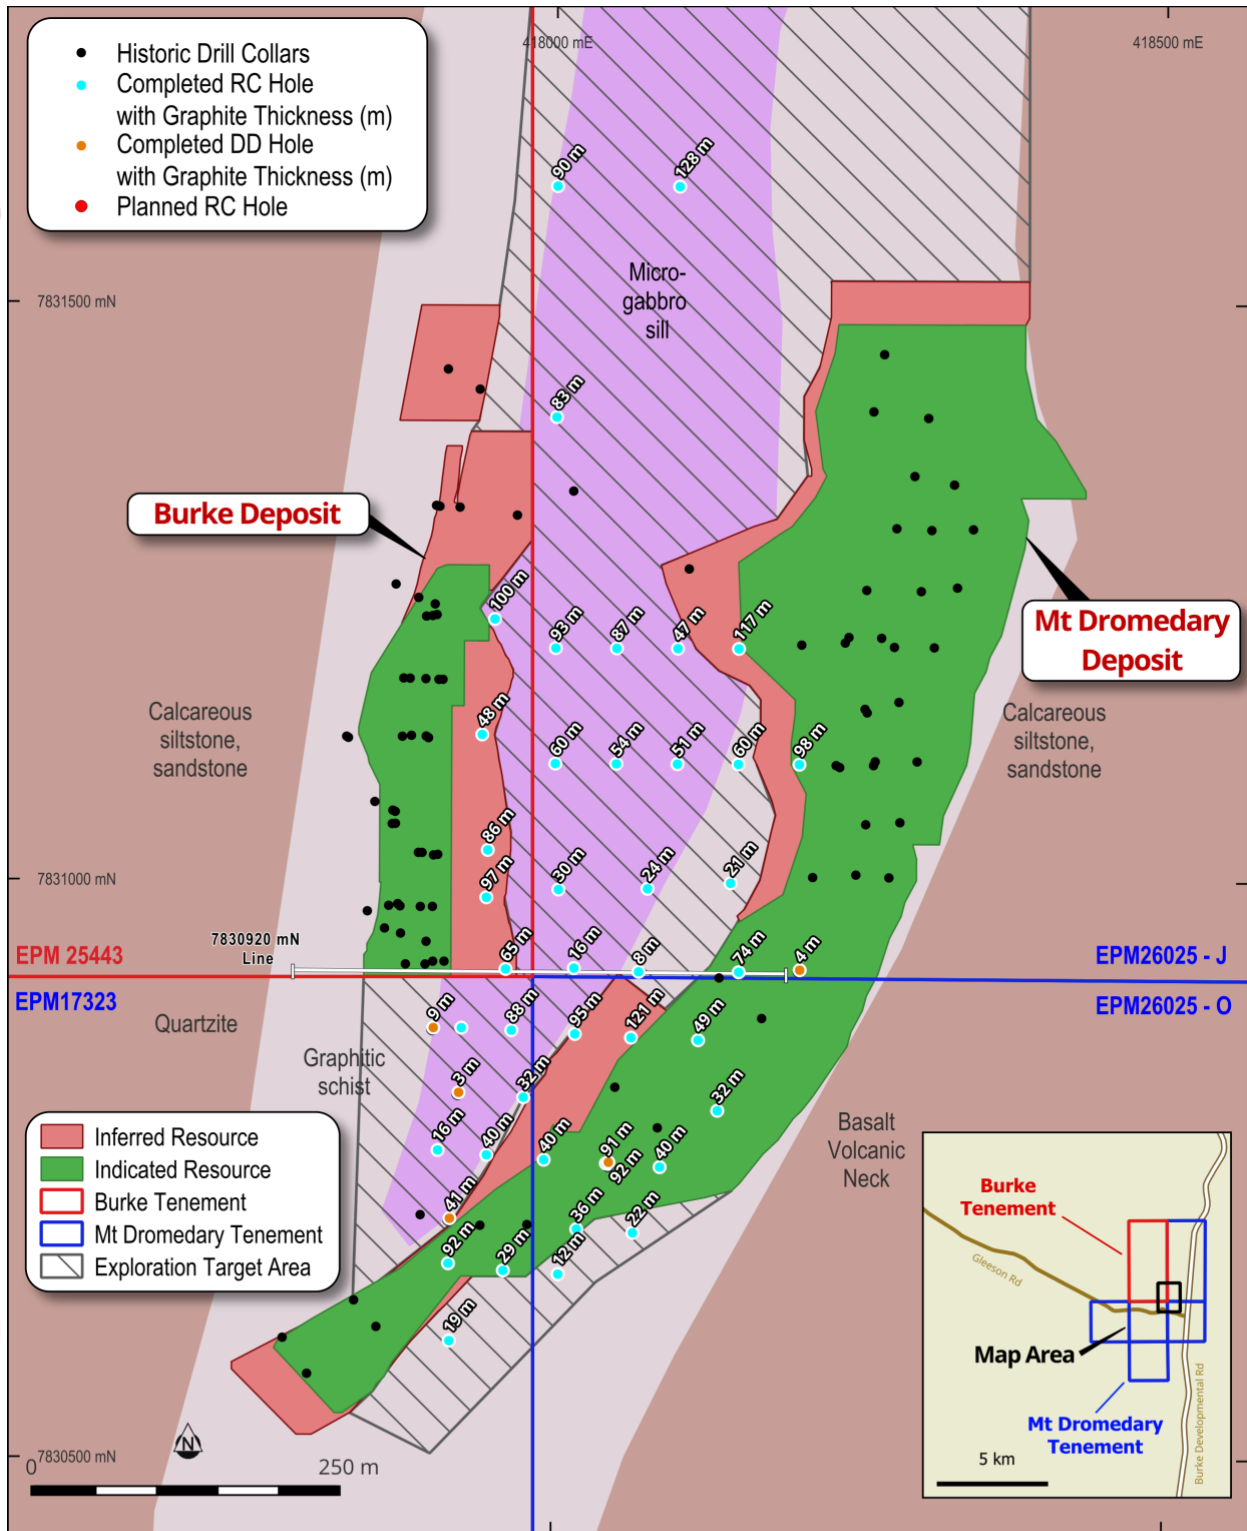 Historic Drill Collars
Completed RC Hole
with Graphite Thickness (m)
Completed DD Hole
with Graphite Thickness (m)
Planned RC Hole
418000 mE
418500 mE
90 m
128 m
Micro-
gabbro
sill
7831500 mN
83 m
Burke Deposit
100 m
93 m
87 m
47 m
117 m
Mt Dromedary
Deposit
Calcareous
siltstone,
sandstone
48 m
60 m
54 m
51 m
60 m
98 m
Calcareous
siltstone,
sandstone
86 m
97 m
30 m
24 m
21 m
7831000 mN
7830920 mN
Line
65 m
16 m
8 m
74 m
4 m
EPM 25443
EPM26025 - J
EPM17323
EPM26025 - O
Quartzite
9 m
88 m
95 m
121 m
49 m
Graphitic
schist
3 m
32 m
32 m
16 m
40 m
40 m
91 m
92 m
40 m
Basalt
Volcanic
Neck
41 m
92 m
29 m
36 m
12 m
22 m
19 m
Inferred Resource
Indicated Resource
Burke Tenement
Mt Dromedary Tenement
Exploration Target Area
Burke
Tenement
Gleeson Rd
Map Area
Mt Dromedary
Tenement
Burke Developmental Rd
5 km
N
7830500 mN
0
250 m